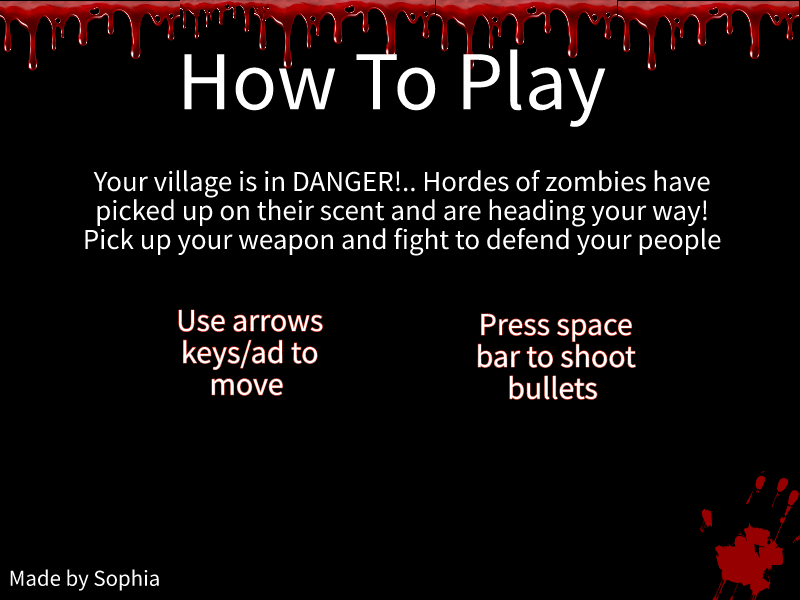 How To Play
Your village is in DANGER!.. Hordes of zombies have
picked up on their scent and are heading your way!
Pick up your weapon and fight to defend your people
Use arrows
keys/ad to
move
Press space
bar to shoot
bullets
Made by Sophia